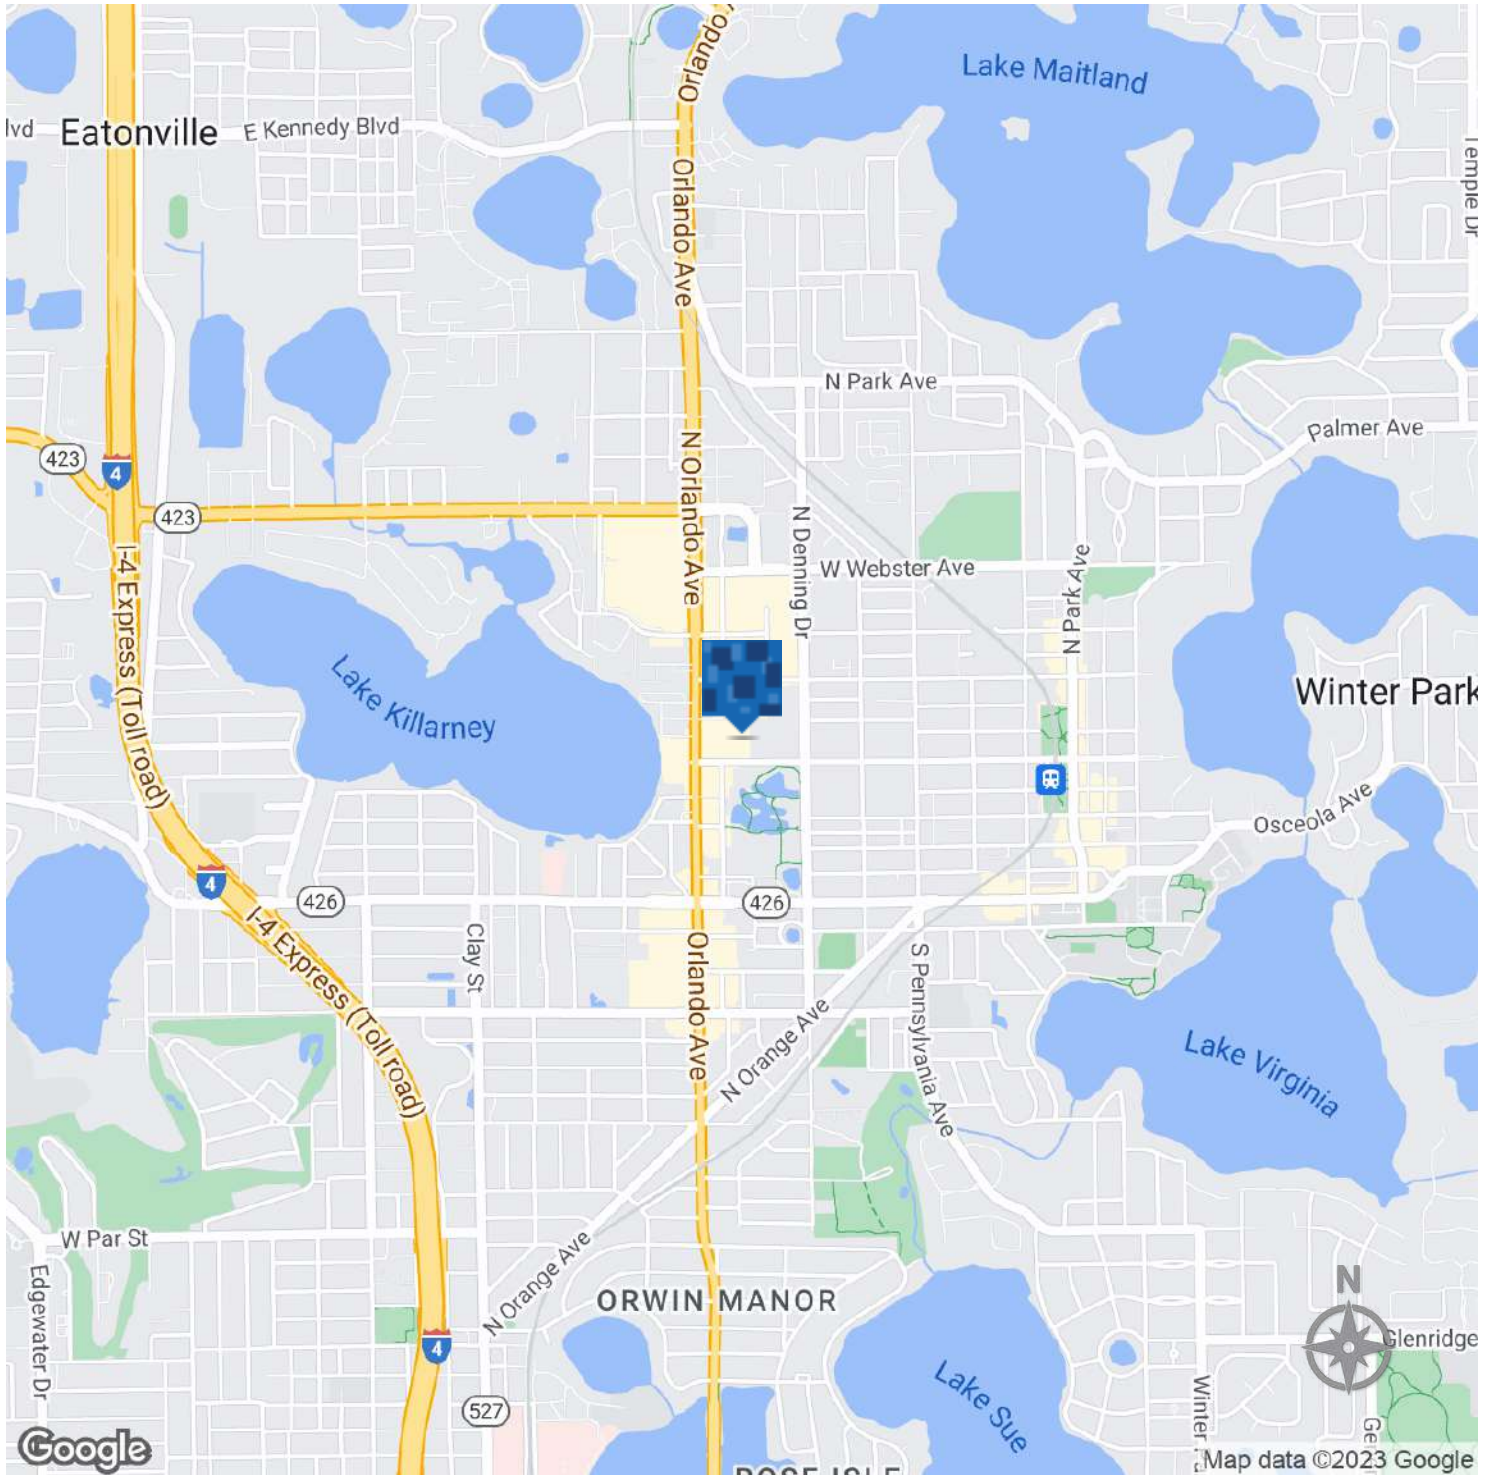 Orlando
Lake Maitland
lvd
Eatonville
E Kennedy Blvd
Temple Dr
Orlando Ave
N Park Ave
Palmer Ave
N Orlando Ave
423
4
423
N Denning Dr
I-4 Express (Toll road)
W Webster Ave
N Park Ave
Lake Killarney
Winter Park
Osceola Ave
4
426
426
I-4 Express (Toll road)
Clay St
Orlando Ave
S Pennsylvania Ave
N Orange Ave
Lake Virginia
W Par St
Edgewater Dr
N Orange Ave
ORWIN MANOR
N
Glenridge
4
Lake Sue
Winter
527
Google
Map data ©2023 Google